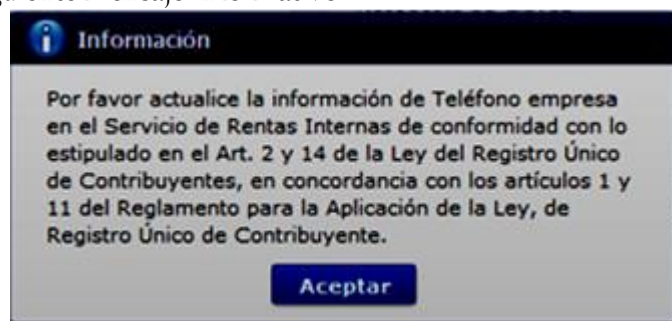 Información
Por favor actualice la información de Teléfono empresa
en el Servicio de Rentas Internas de conformidad con lo
estipulado en el Art. 2 y 14 de la Ley del Registro Único
de Contribuyentes, en concordancia con los artículos 1 y
11 del Reglamento para la Aplicación de la Ley, de
Registro Único de Contribuyente.
Aceptar